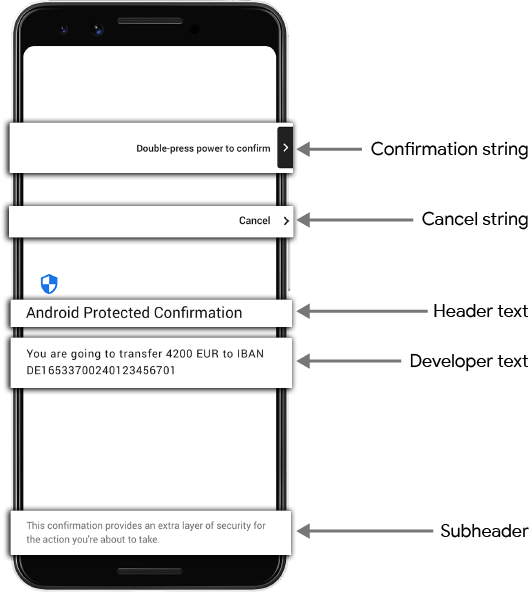 Double-press power to confirm
Confirmation string
Cancel
Cancel string
Android Protected Confirmation
Header text
You are going to transfer 4200 EUR to IBAN
DE16533700240123456701
Developer text
This confirmation provides an extra layer of security for
the action you're about to take.
Subheader